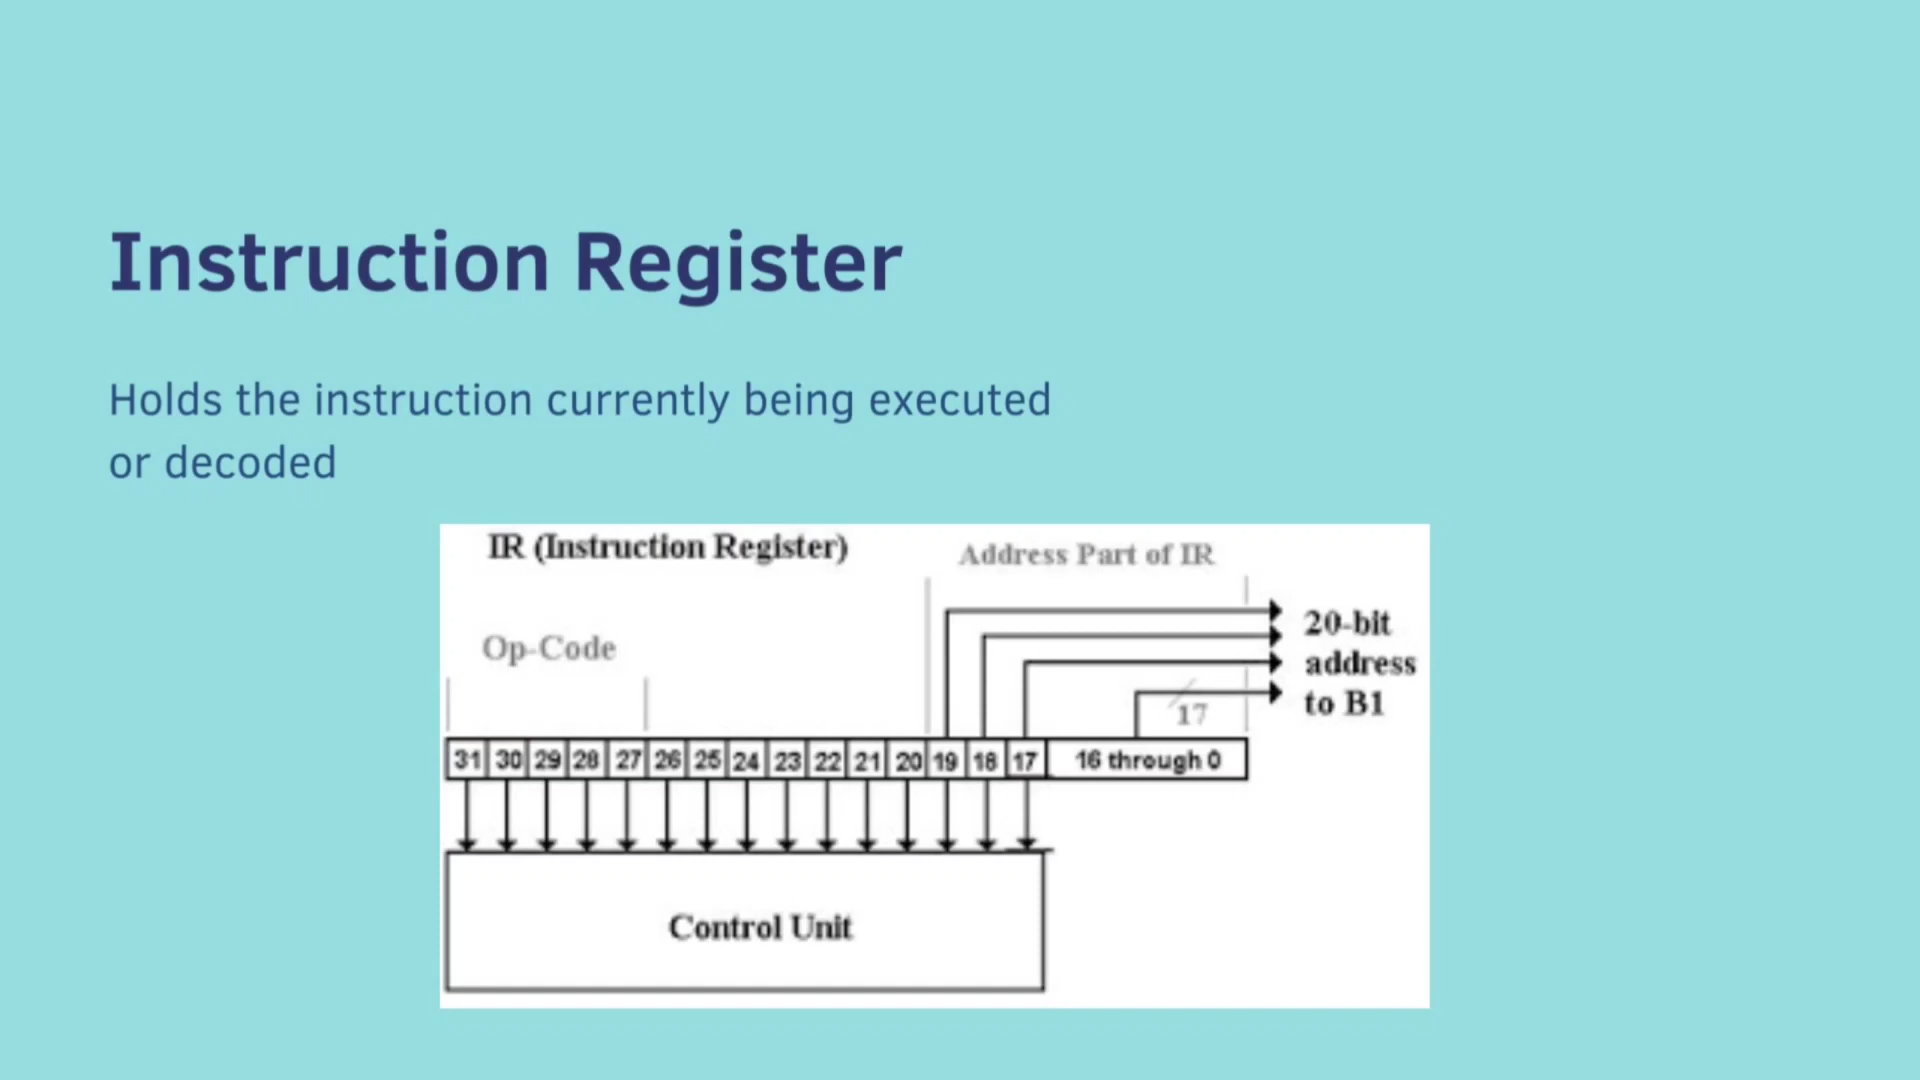 Instruction Register
Holds the instruction currently being executed
or decoded
IR (Instruction Register)
Address Part of IR
Op-Code
20-bit
address
to B1
17
31 30 29 28 27 26 25 24 23 22 21 20 19 18 17 16 through 0
Control Unit